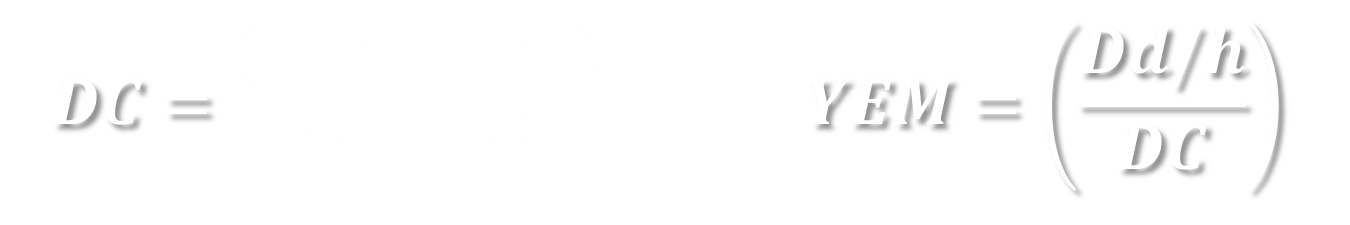 DC =
YEM = (Dd/h / DC)